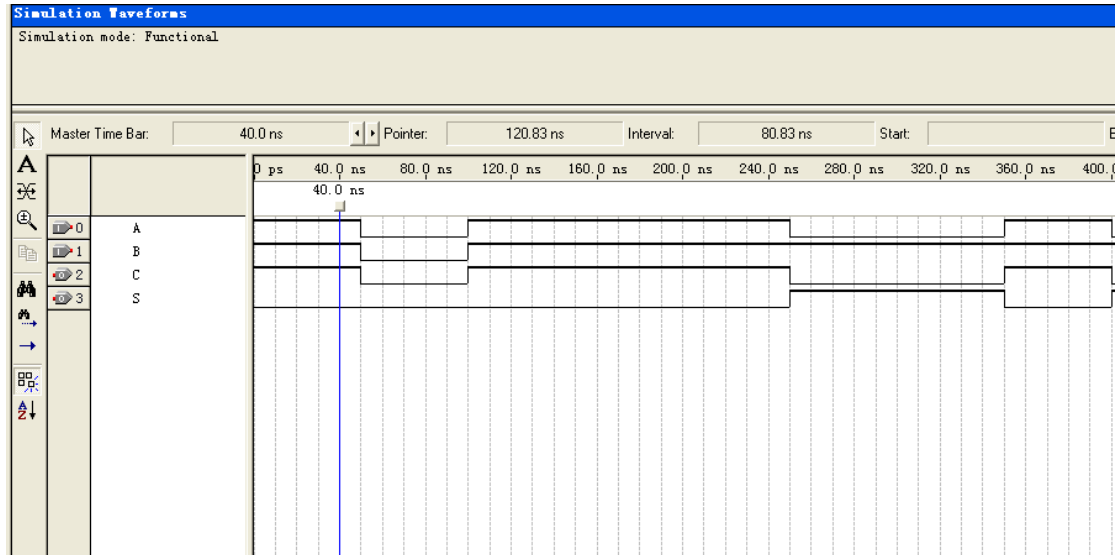 Simulation Waveforms
Simulation mode: Functional
Master Time Bar: 40.0 ns Pointer: 120.83 ns Interval: 80.83 ns Start: E
A
0 ps 40.0 ns 80.0 ns 120.0 ns 160.0 ns 200.0 ns 240.0 ns 280.0 ns 320.0 ns 360.0 ns 400.0
40.0 ns
0 A
1 B
2 C
3 S
A
Z